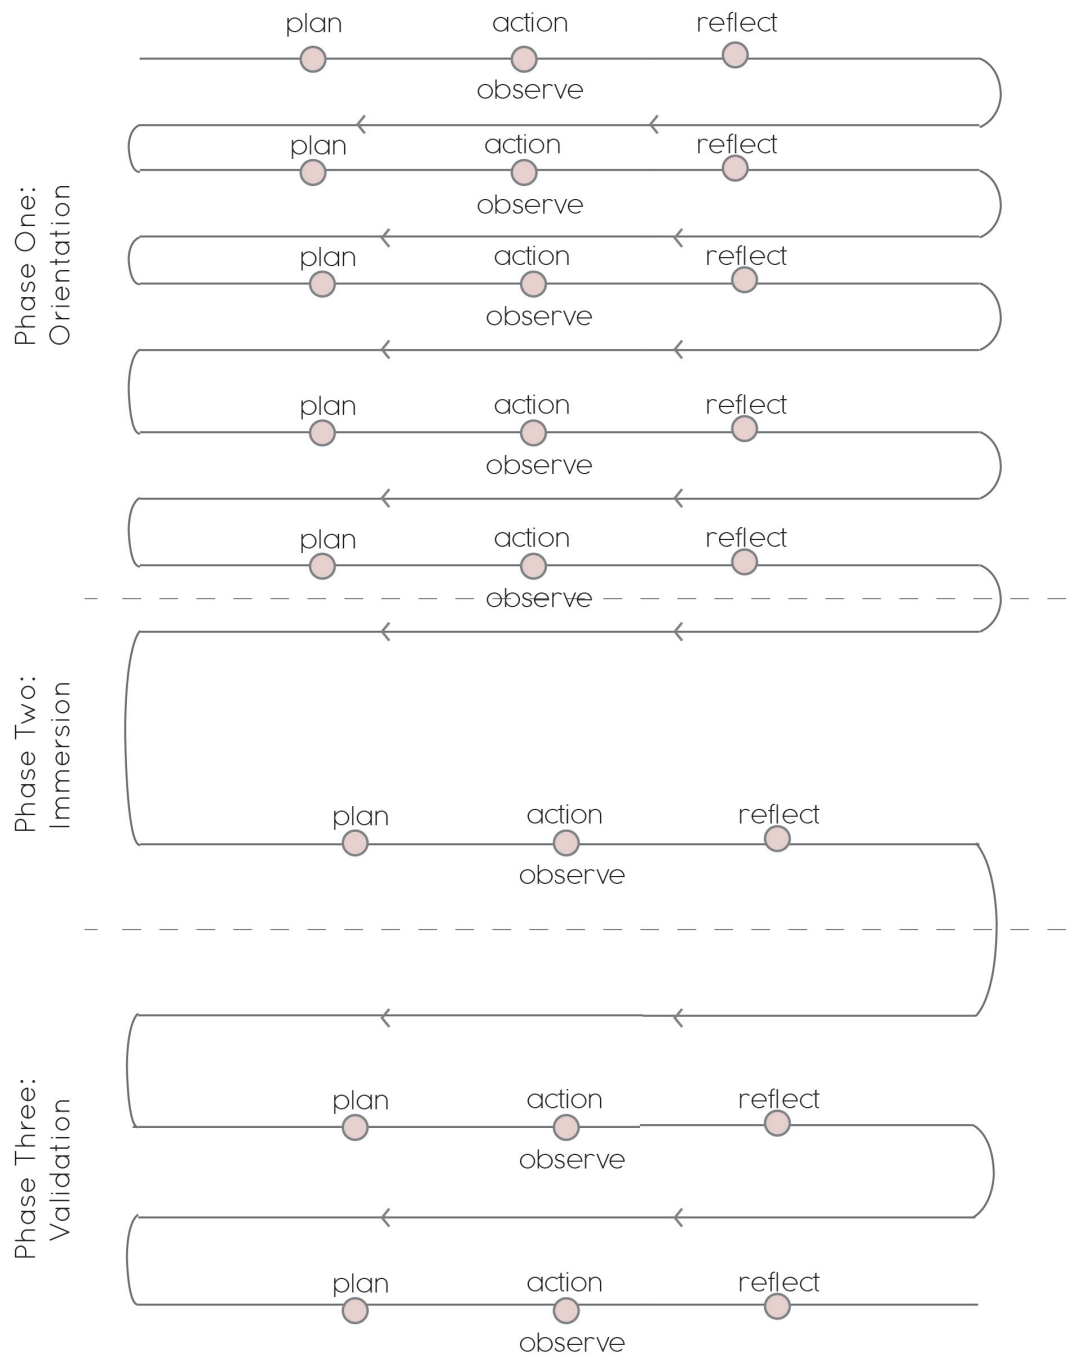 plan action reflect
observe
plan action reflect
observe
Phase One:
Orientation
plan action reflect
observe
plan action reflect
observe
plan action reflect
observe
Phase Two:
Immersion
plan action reflect
observe
Phase Three:
Validation
plan action reflect
observe
plan action reflect
observe